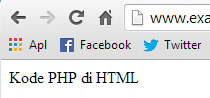 www.exa
Apl Facebook Twitter
Kode PHP di HTML